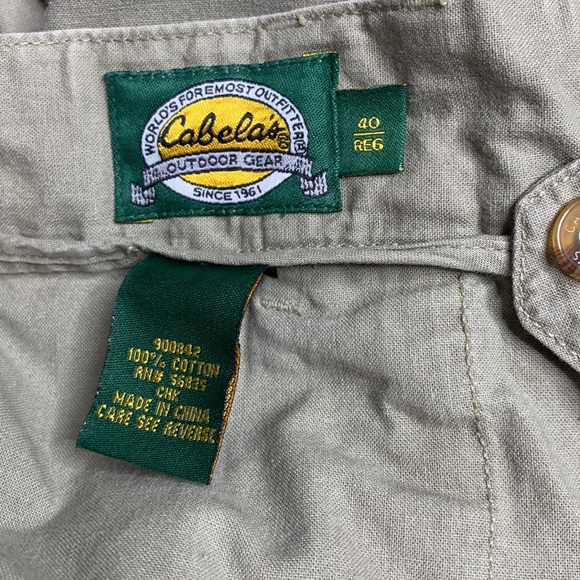 WORLD'S FOREMOST OUTFITTER
Cabela's
OUTDOOR GEAR
SINCE 1961
40
REG
900842
100% COTTON
RN# 56835
CHK
MADE IN CHINA
CARE SEE REVERSE